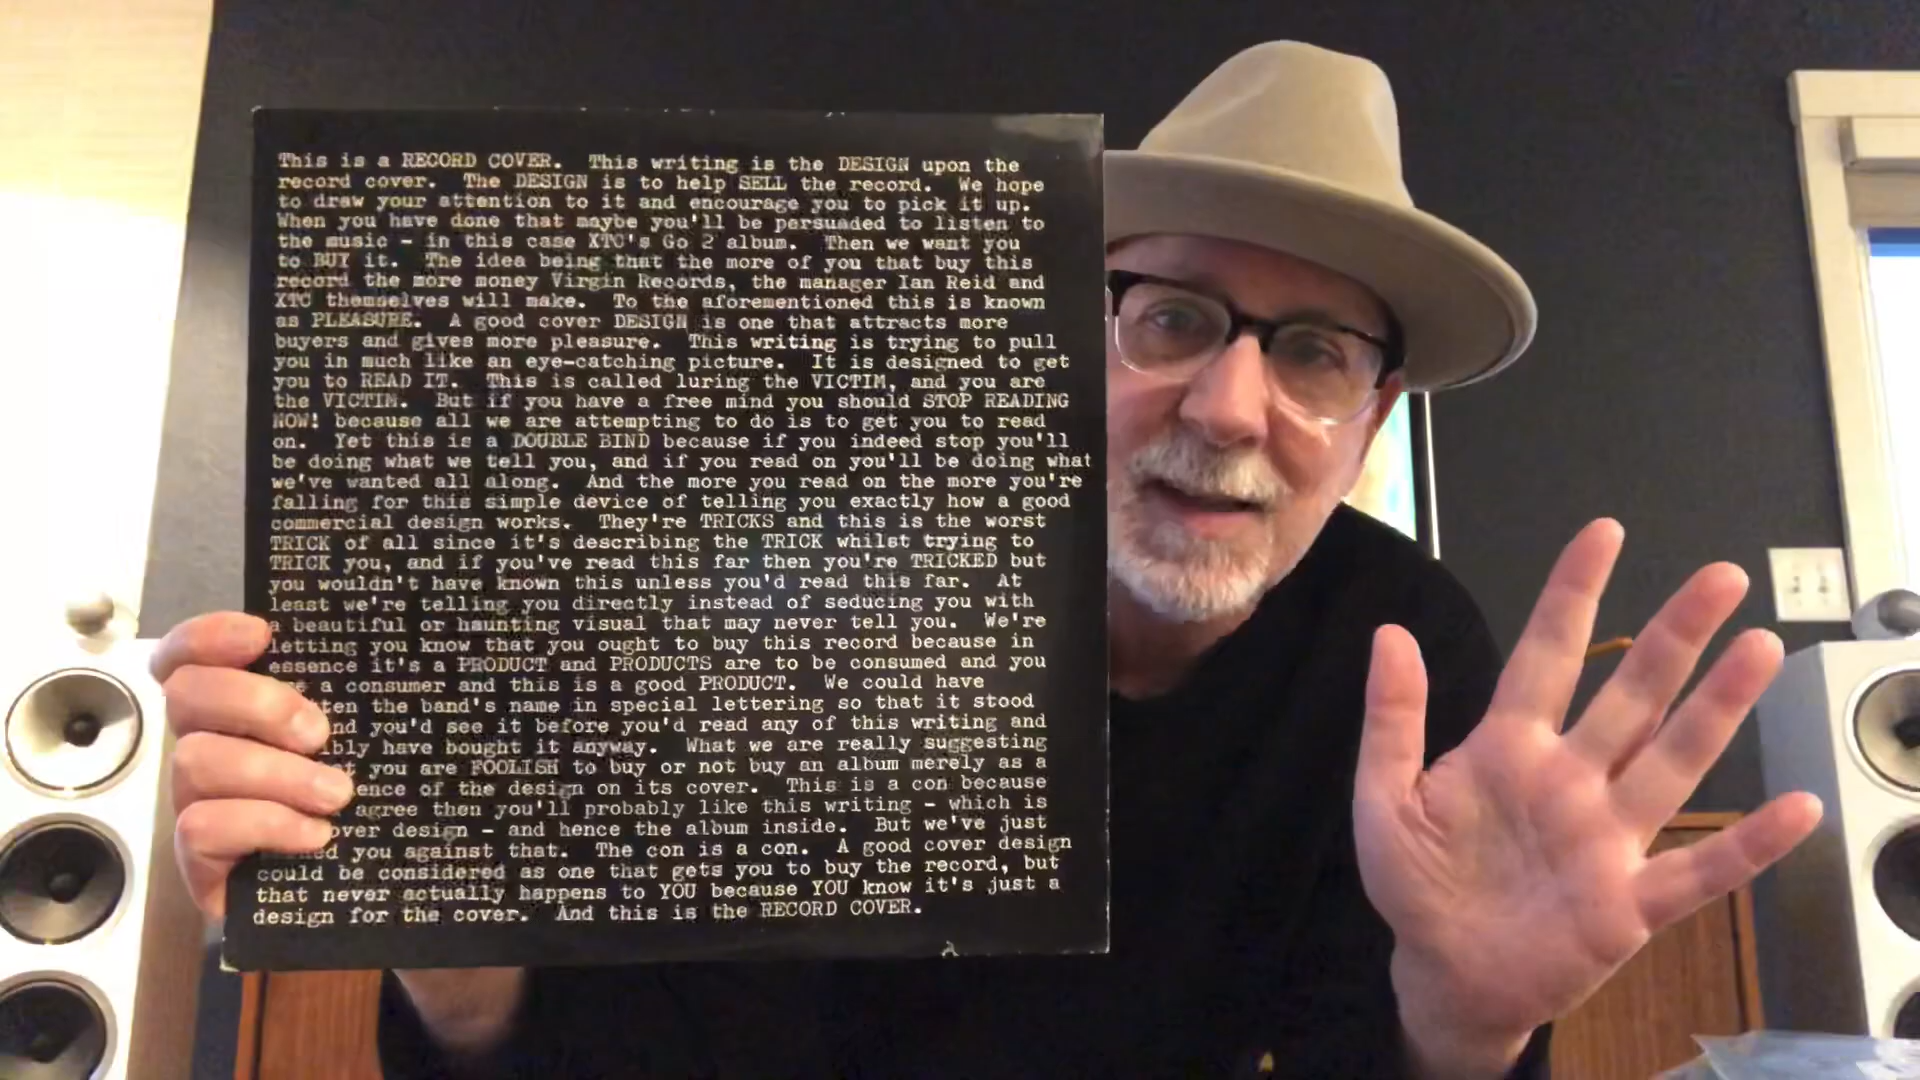 This is a RECORD COVER. This writing is the DESIGN upon the
record cover. The DESIGN is to help SELL the record. We hope
to draw your attention to it and encourage you to pick it up.
When you have done that maybe you'll be persuaded to listen to
the music - in this case XTC's Go 2 album. Then we want you
to BUY it. The idea being that the more of you that buy this
record the more money Virgin Records, the manager Ian Reid and
XTC themselves will make. To the aforementioned this is known
as PLEASURE. A good cover DESIGN is one that attracts more
buyers and gives more pleasure. This writing is trying to pull
you in much like an eye-catching picture. It is designed to get
you to READ IT. This is called luring the VICTIM, and you are
the VICTIM. But if you have a free mind you should STOP READING
NOW! because all we are attempting to do is to get you to read
on. Yet this is a DOUBLE BIND because if you indeed stop you'll
be doing what we tell you, and if you read on you'll be doing what
we've wanted all along. And the more you read on the more you're
falling for this simple device of telling you exactly how a good
commercial design works. They're TRICKS and this is the worst
TRICK of all since it's describing the TRICK whilst trying to
TRICK you, and if you've read this far then you're TRICKED but
you wouldn't have known this unless you'd read this far. At
least we're telling you directly instead of seducing you with
a beautiful or haunting visual that may never tell you. We're
letting you know that you ought to buy this record because in
essence it's a PRODUCT and PRODUCTS are to be consumed and you
a consumer and this is a good PRODUCT. We could have
the band's name in special lettering so that it stood
and you'd see it before you'd read any of this writing and
have bought it anyway. What we are really suggesting
you are FOOLISH to buy or not buy an album merely as a
of the design on its cover. This is a con because
agree then you'll probably like this writing - which is
design - and hence the album inside. But we've just
you against that. The con is a con. A good cover design
could be considered as one that gets you to buy the record, but
that never actually happens to YOU because YOU know it's just a
design for the cover. And this is the RECORD COVER.